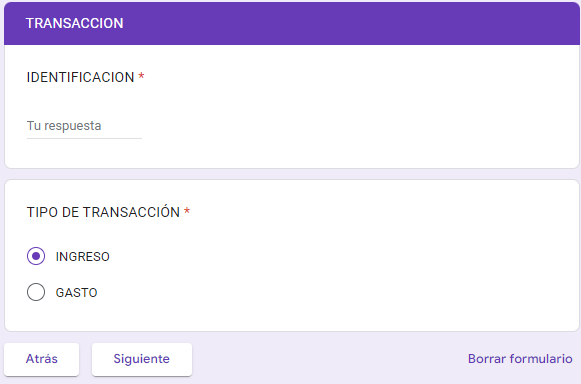 TRANSACCION
IDENTIFICACION *
Tu respuesta
TIPO DE TRANSACCIÓN *
INGRESO
GASTO
Atrás Siguiente Borrar formulario